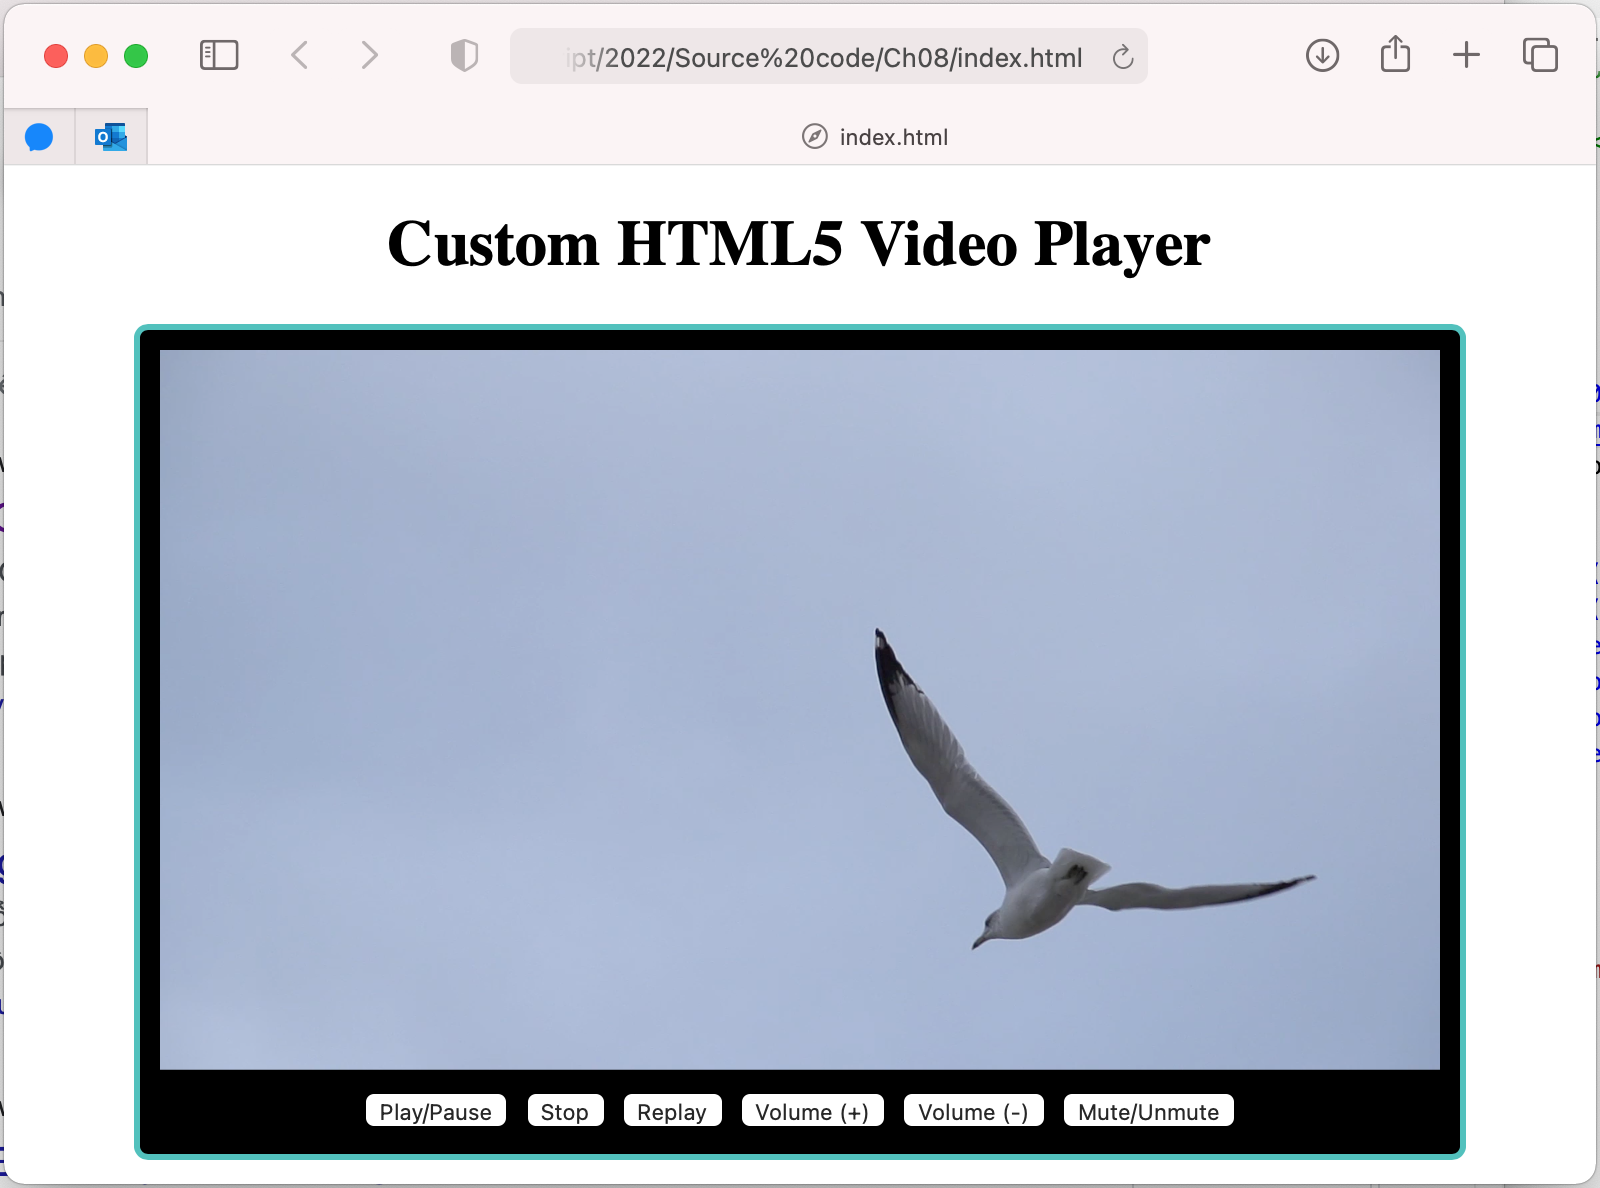 ipt/2022/Source%20code/Ch08/index.html
index.html
Custom HTML5 Video Player
Play/Pause Stop Replay Volume (+) Volume (-) Mute/Unmute